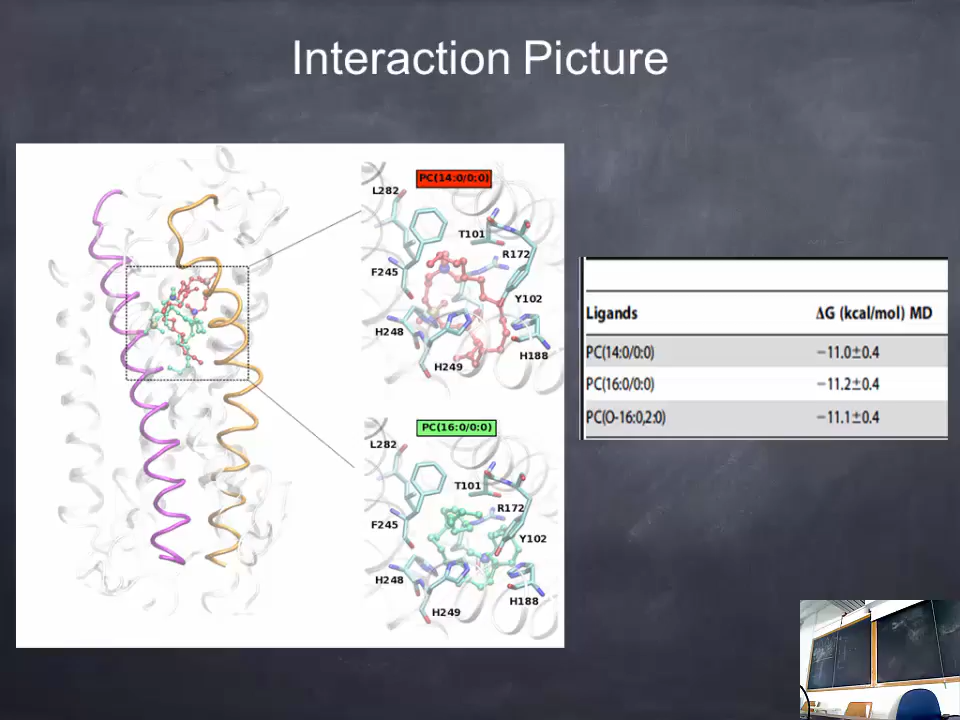 Interaction Picture
PC(14:0/0:0)
L282
T101
R172
F245
Y102
H248
H188
H249
PC(16:0/0:0)
L282
T101
R172
F245
Y102
H248
H188
H249
Ligands ΔG (kcal/mol) MD
PC(14:0/0:0) −11.0±0.4
PC(16:0/0:0) −11.2±0.4
PC(O-16:0,2:0) −11.1±0.4